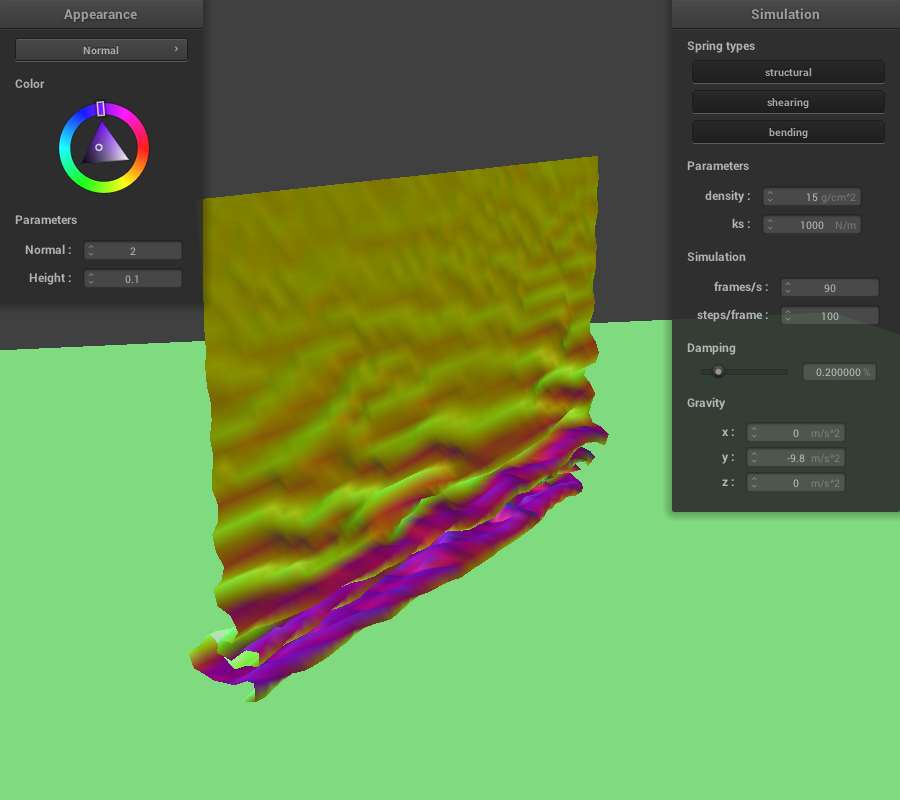 Appearance
Normal
Color
Parameters
Normal : 2
Height : 0.1
Simulation
Spring types
structural
shearing
bending
Parameters
density : 15 g/cm^2
ks : 1000 N/m
Simulation
frames/s : 90
steps/frame : 100
Damping
0.200000 %
Gravity
x : 0 m/s^2
y : -9.8 m/s^2
z : 0 m/s^2